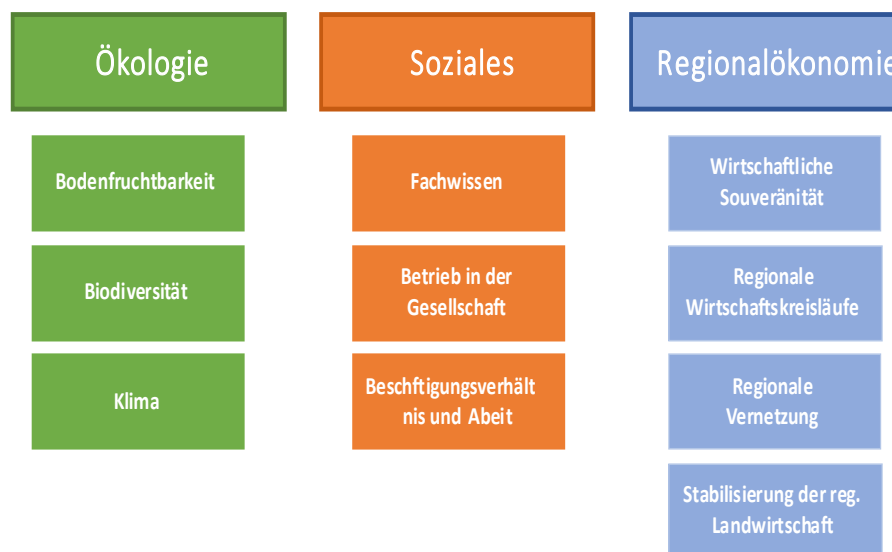 Ökologie
Soziales
Regionalökonomie
Bodenfruchtbarkeit
Biodiversität
Klima
Fachwissen
Betrieb in der
Gesellschaft
Beschftigungsverhält
nis und Abeit
Wirtschaftliche
Souveränität
Regionale
Wirtschaftskreisläufe
Regionale
Vernetzung
Stabilisierung der reg.
Landwirtschaft